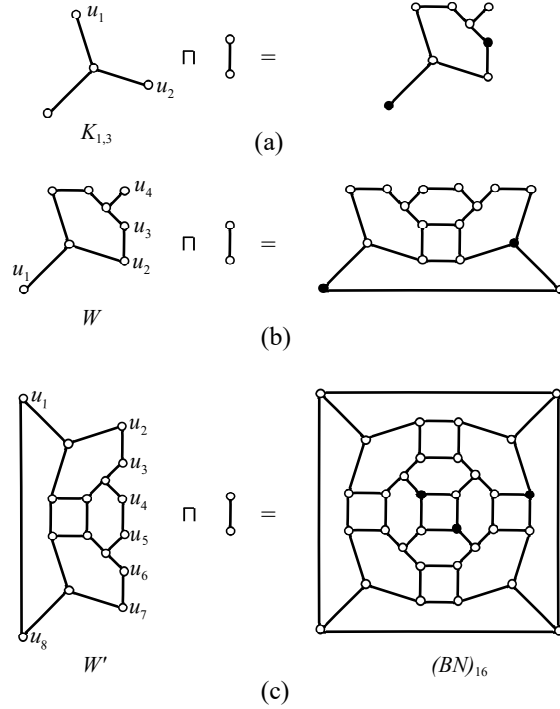 u₁
⊓ =
u₂
K₁,₃
(a)
u₄
⊓ =
u₃
u₁ u₂
W
(b)
u₁
u₂
u₃
u₄
⊓ =
u₅
u₆
u₇
u₈
W' (BN)₁₆
(c)